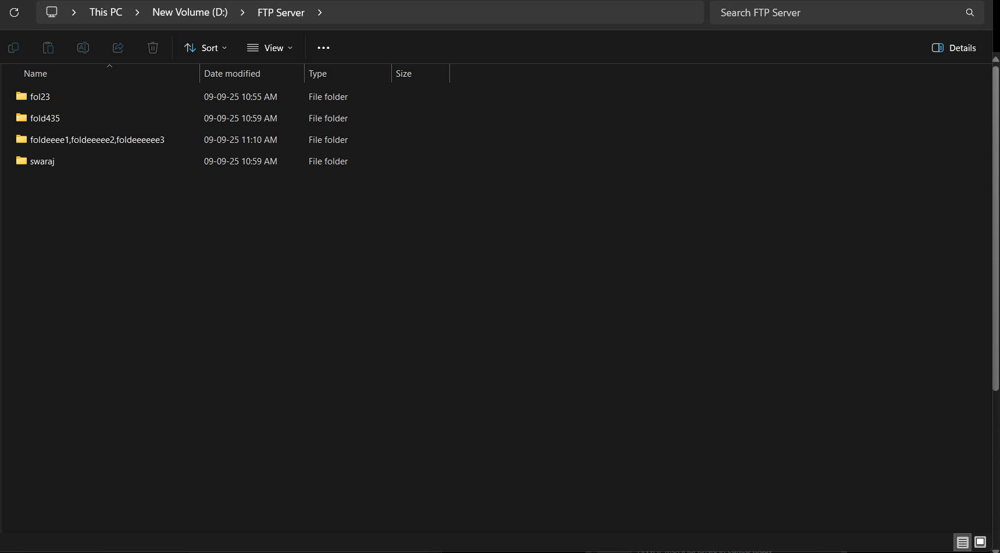 This PC > New Volume (D:) > FTP Server >
Search FTP Server
Sort View Details
Name Date modified Type Size
fol23 09-09-25 10:55 AM File folder
fold435 09-09-25 10:59 AM File folder
foldeeee1,foldeeeee2,foldeeeeee3 09-09-25 11:10 AM File folder
swaraj 09-09-25 10:59 AM File folder